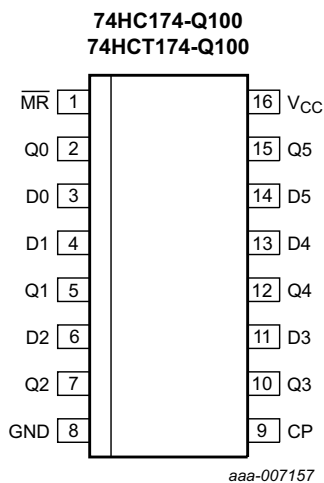 74HC174-Q100
74HCT174-Q100
MR 1 16 VCC
Q0 2 15 Q5
D0 3 14 D5
D1 4 13 D4
Q1 5 12 Q4
D2 6 11 D3
Q2 7 10 Q3
GND 8 9 CP
aaa-007157